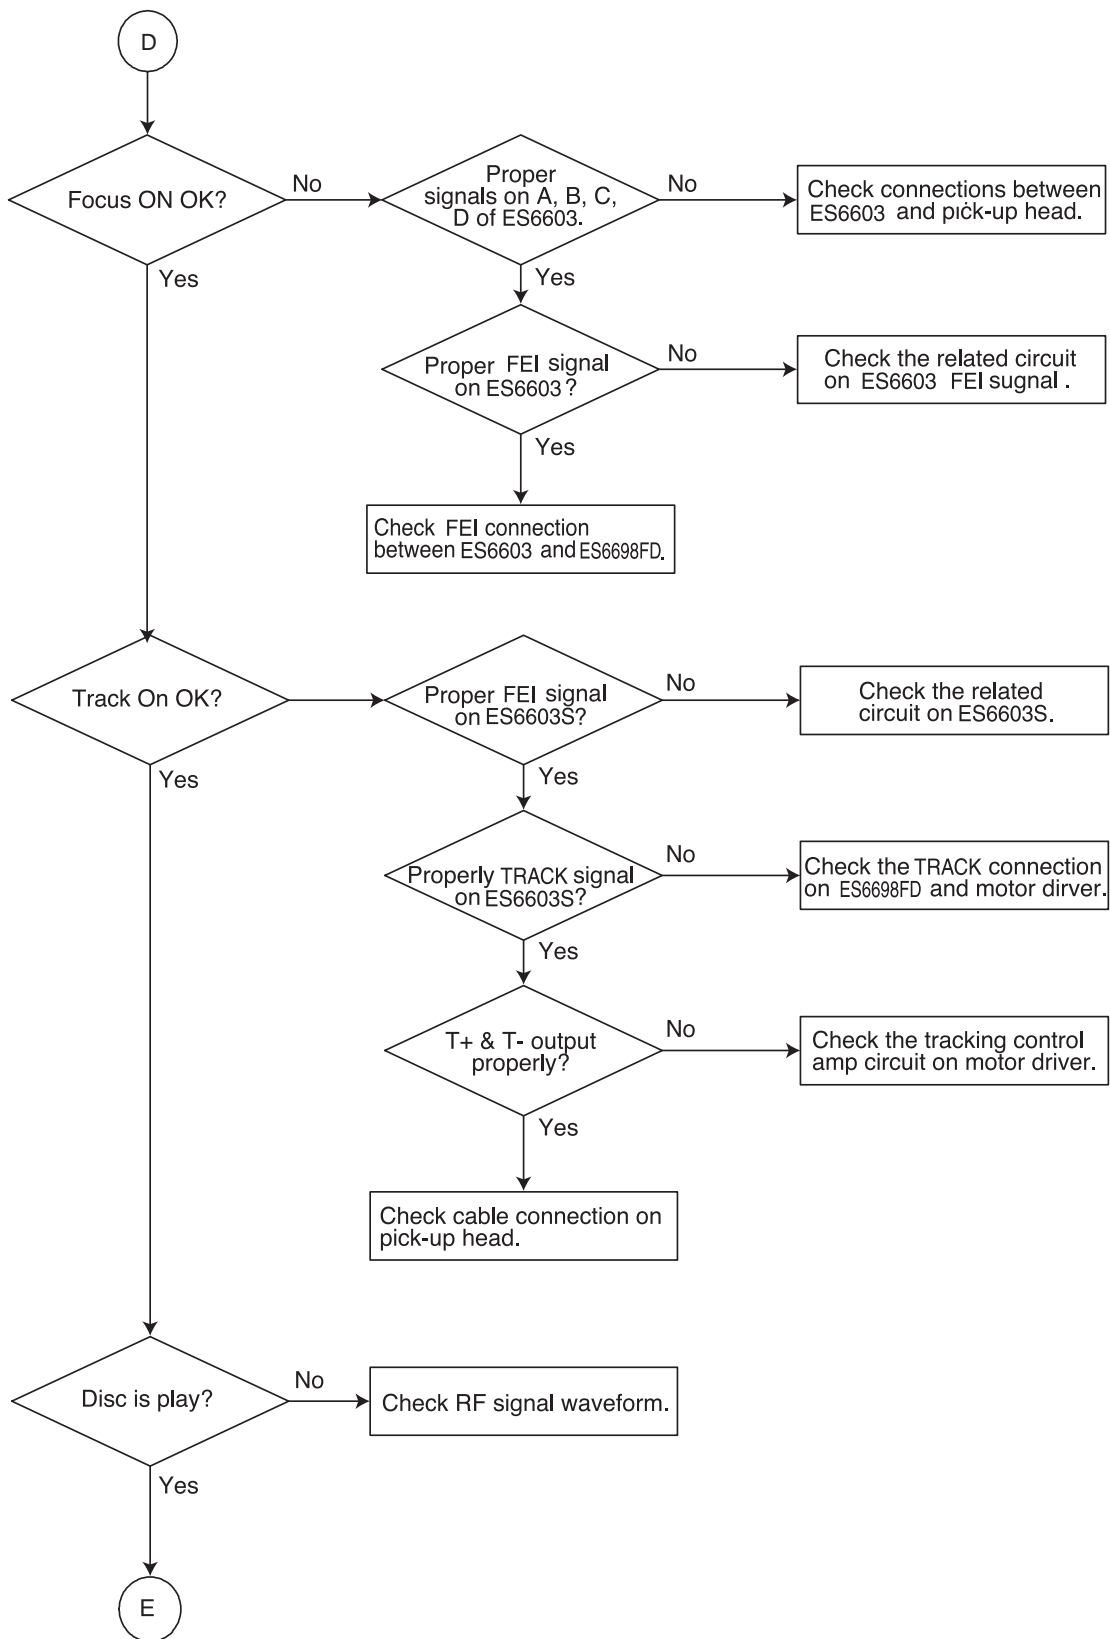 D
Focus ON OK?
No
Proper
signals on A, B, C,
D of ES6603.
No
Check connections between
ES6603 and pick-up head.
Yes
Yes
Proper FEI signal
on ES6603?
No
Check the related circuit
on ES6603 FEI sugnal .
Yes
Check FEI connection
between ES6603 and ES6698FD.
Track On OK?
Proper FEI signal
on ES6603S?
No
Check the related
circuit on ES6603S.
Yes
Yes
Properly TRACK signal
on ES6603S?
No
Check the TRACK connection
on ES6698FD and motor dirver.
Yes
T+ & T- output
properly?
No
Check the tracking control
amp circuit on motor driver.
Yes
Check cable connection on
pick-up head.
Disc is play?
No
Check RF signal waveform.
Yes
E